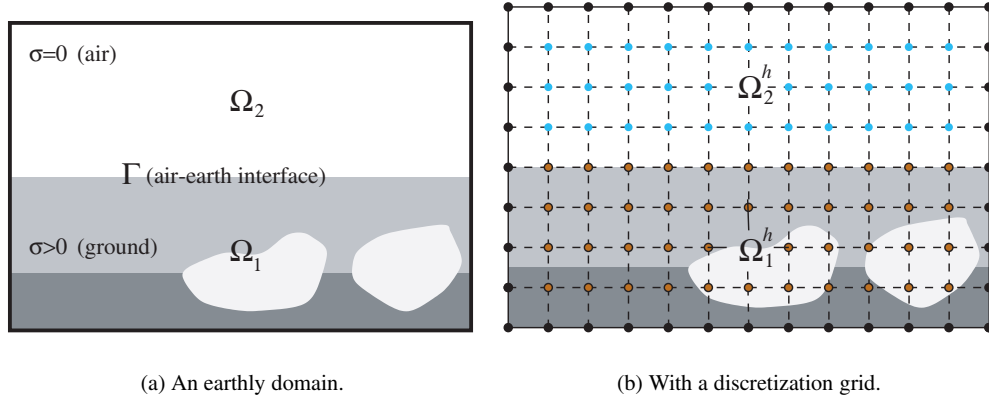 σ=0 (air)
Ω₂
Γ (air-earth interface)
σ>0 (ground)
Ω₁
(a) An earthly domain.
Ω₂ʰ
Ω₁ʰ
(b) With a discretization grid.